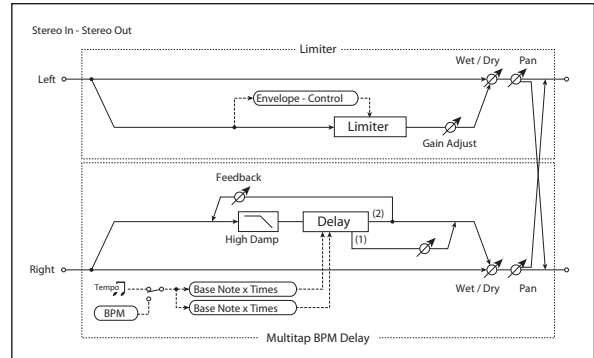 Stereo In - Stereo Out
Limiter
Wet / Dry
Pan
Left
Envelope - Control
Limiter
Gain Adjust
Feedback
High Damp
Delay
(2)
(1)
Right
Wet / Dry
Pan
Tempo
BPM
Base Note x Times
Base Note x Times
Multitap BPM Delay